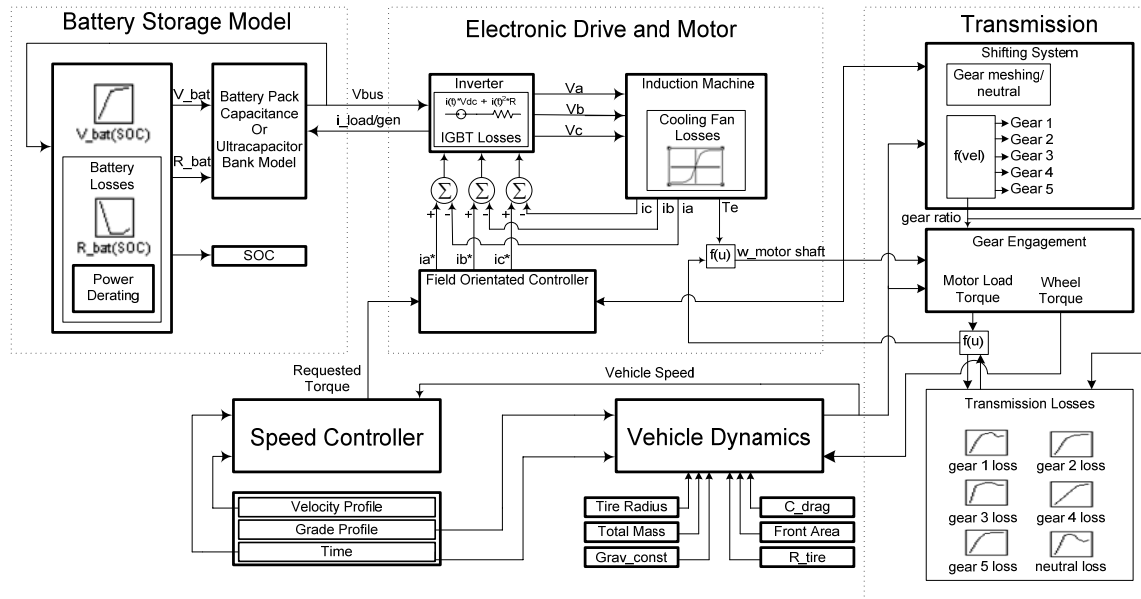 Battery Storage Model
Electronic Drive and Motor
Transmission
V_bat(SOC)
Battery
Losses
R_bat(SOC)
Power
Derating
V_bat
R_bat
Battery Pack
Capacitance
Or
Ultracapacitor
Bank Model
SOC
Vbus
i_load/gen
Inverter
i(t)*Vdc + i(t)²*R
IGBT Losses
Va
Vb
Vc
Induction Machine
Cooling Fan
Losses
Σ
Σ
Σ
+
-
+
-
+
-
ic
ib
ia
Te
ia*
ib*
ic*
f(u)
w_motor shaft
Field Orientated Controller
Shifting System
Gear meshing/
neutral
f(vel)
Gear 1
Gear 2
Gear 3
Gear 4
Gear 5
gear ratio
Gear Engagement
Motor Load
Torque
Wheel
Torque
f(u)
Transmission Losses
gear 1 loss
gear 2 loss
gear 3 loss
gear 4 loss
gear 5 loss
neutral loss
Requested
Torque
Vehicle Speed
Speed Controller
Vehicle Dynamics
Velocity Profile
Grade Profile
Time
Tire Radius
Total Mass
Grav_const
C_drag
Front Area
R_tire